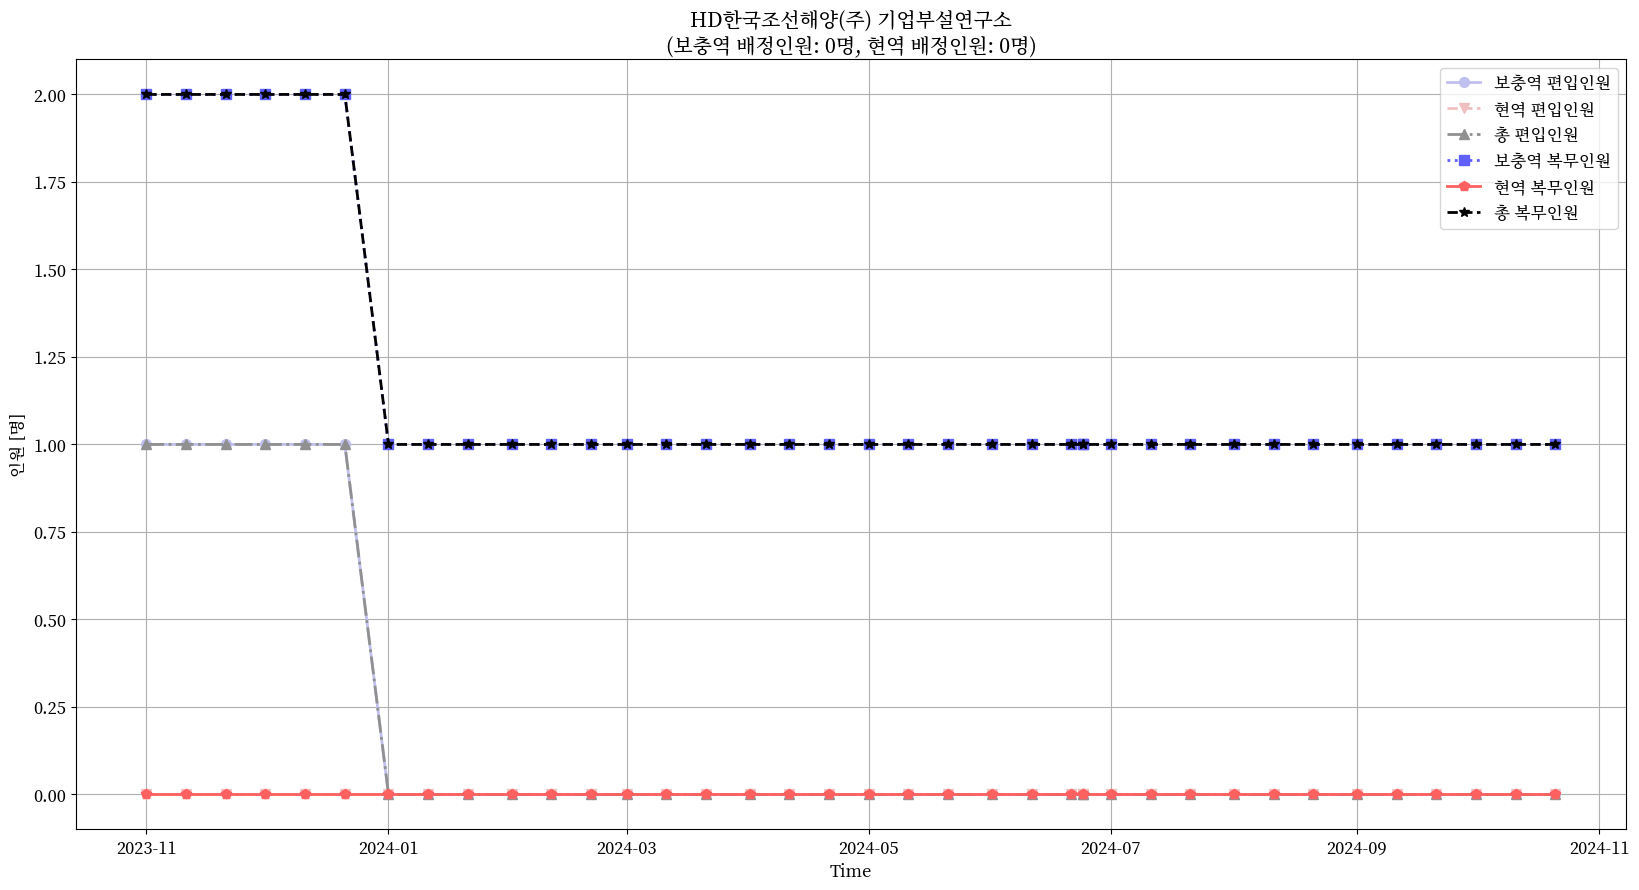 HD한국조선해양(주) 기업부설연구소
(보충역 배정인원: 0명, 현역 배정인원: 0명)
보충역 편입인원
현역 편입인원
총 편입인원
보충역 복무인원
현역 복무인원
총 복무인원
인원 [명]
2.00
1.75
1.50
1.25
1.00
0.75
0.50
0.25
0.00
2023-11
2024-01
2024-03
2024-05
2024-07
2024-09
2024-11
Time